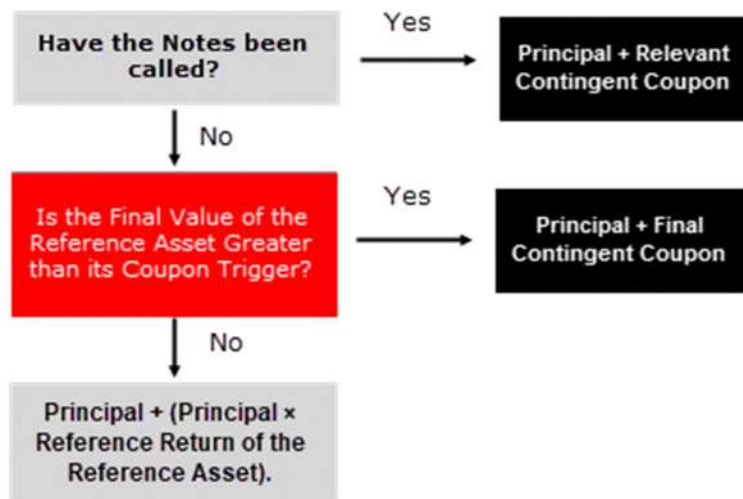 Have the Notes been
called?
Yes
Principal + Relevant
Contingent Coupon
No
Is the Final Value of the
Reference Asset Greater
than its Coupon Trigger?
Yes
Principal + Final
Contingent Coupon
No
Principal + (Principal ×
Reference Return of the
Reference Asset).